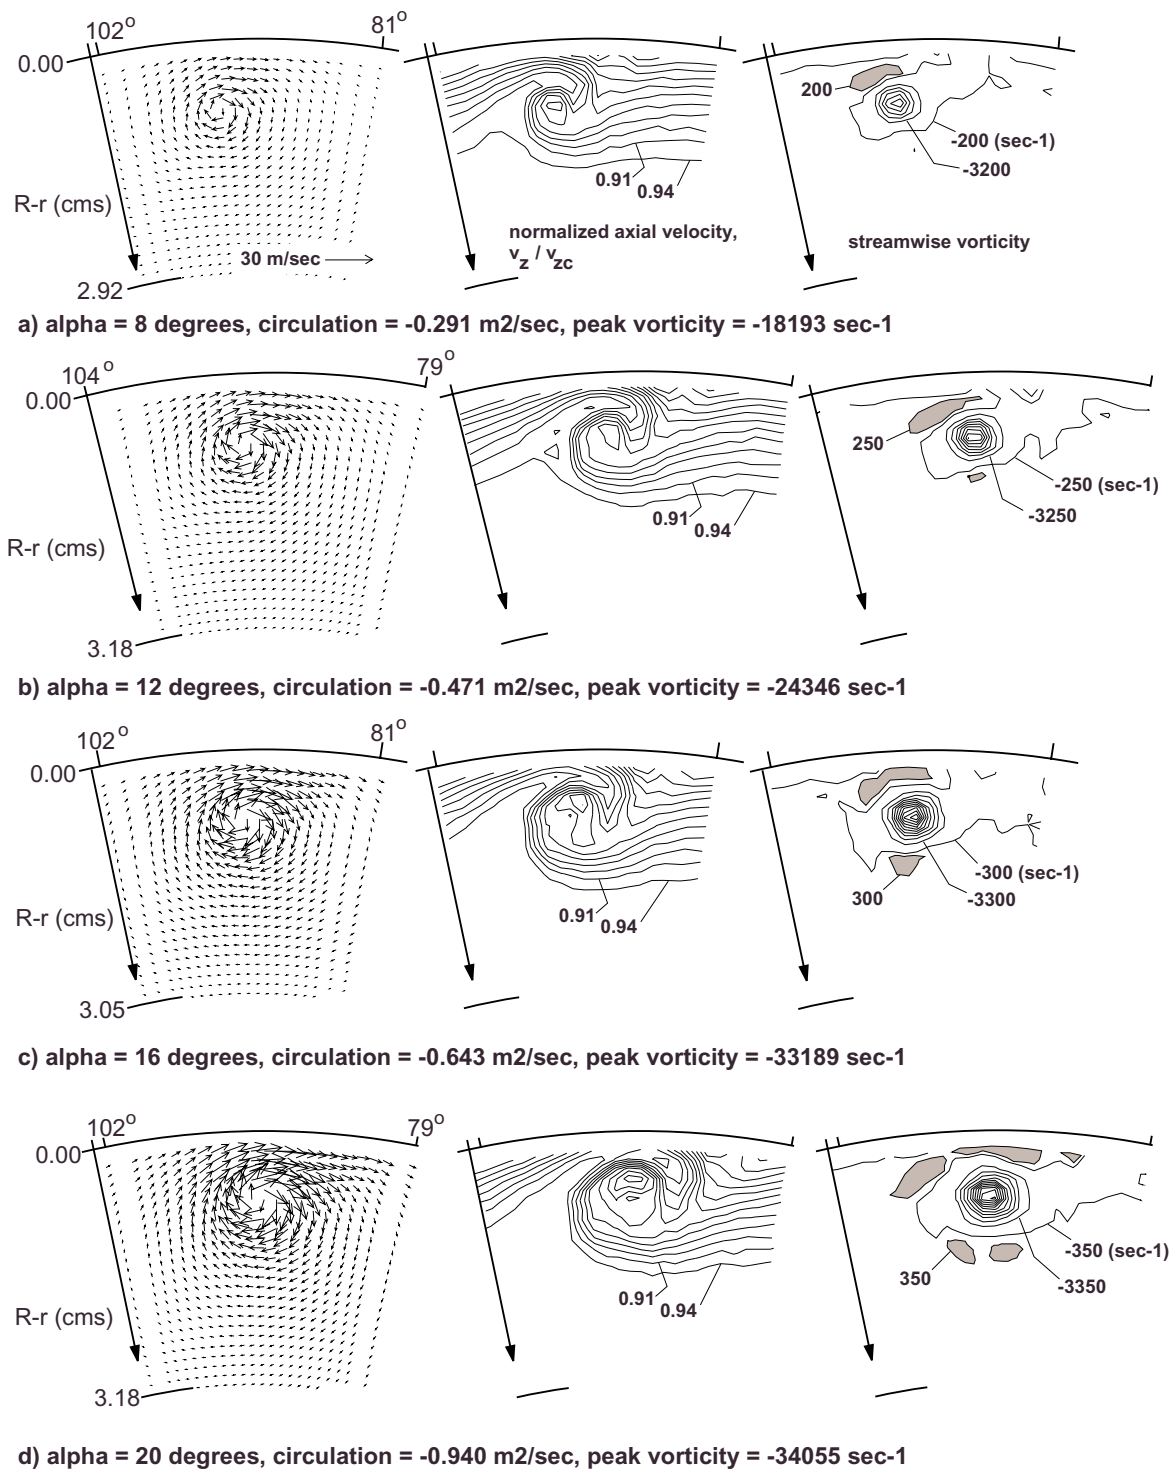 102° 81°
0.00
200
-200 (sec-1)
-3200
0.91
0.94
R-r (cms)
normalized axial velocity,
v_z / v_zc
streamwise vorticity
30 m/sec
2.92
a) alpha = 8 degrees, circulation = -0.291 m2/sec, peak vorticity = -18193 sec-1
104° 79°
0.00
250
-250 (sec-1)
-3250
0.91
0.94
R-r (cms)
3.18
b) alpha = 12 degrees, circulation = -0.471 m2/sec, peak vorticity = -24346 sec-1
102° 81°
0.00
-300 (sec-1)
300
-3300
0.91
0.94
R-r (cms)
3.05
c) alpha = 16 degrees, circulation = -0.643 m2/sec, peak vorticity = -33189 sec-1
102° 79°
0.00
-350 (sec-1)
350
-3350
0.91
0.94
R-r (cms)
3.18
d) alpha = 20 degrees, circulation = -0.940 m2/sec, peak vorticity = -34055 sec-1